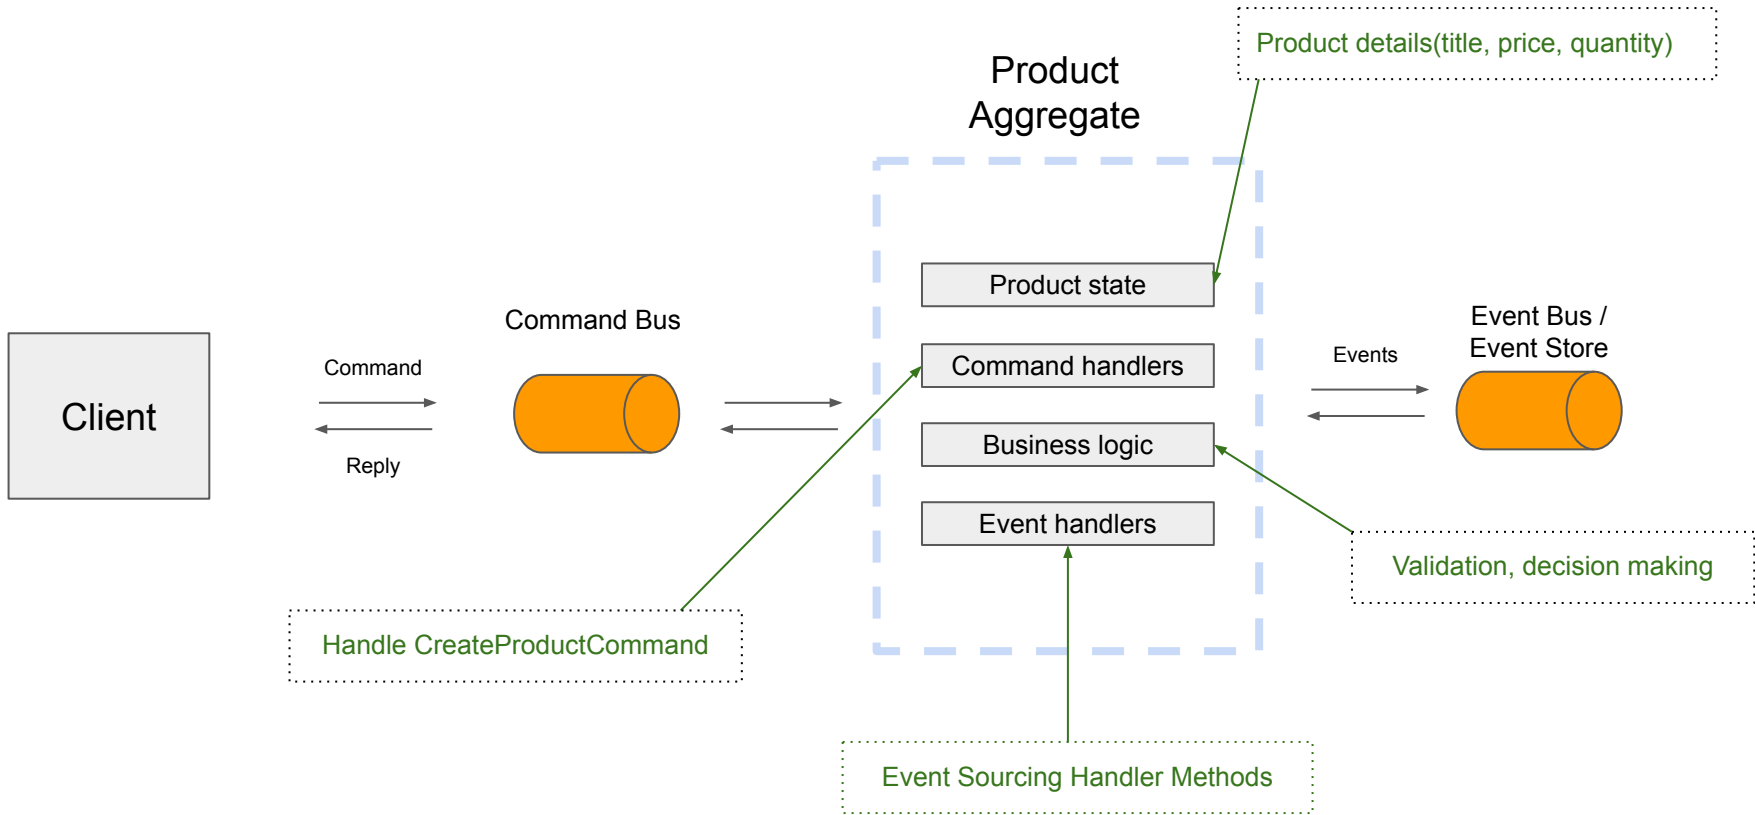 Product details(title, price, quantity)
Product
Aggregate
Product state
Command Bus
Event Bus /
Event Store
Command
Command handlers
Events
Client
Reply
Business logic
Event handlers
Validation, decision making
Handle CreateProductCommand
Event Sourcing Handler Methods